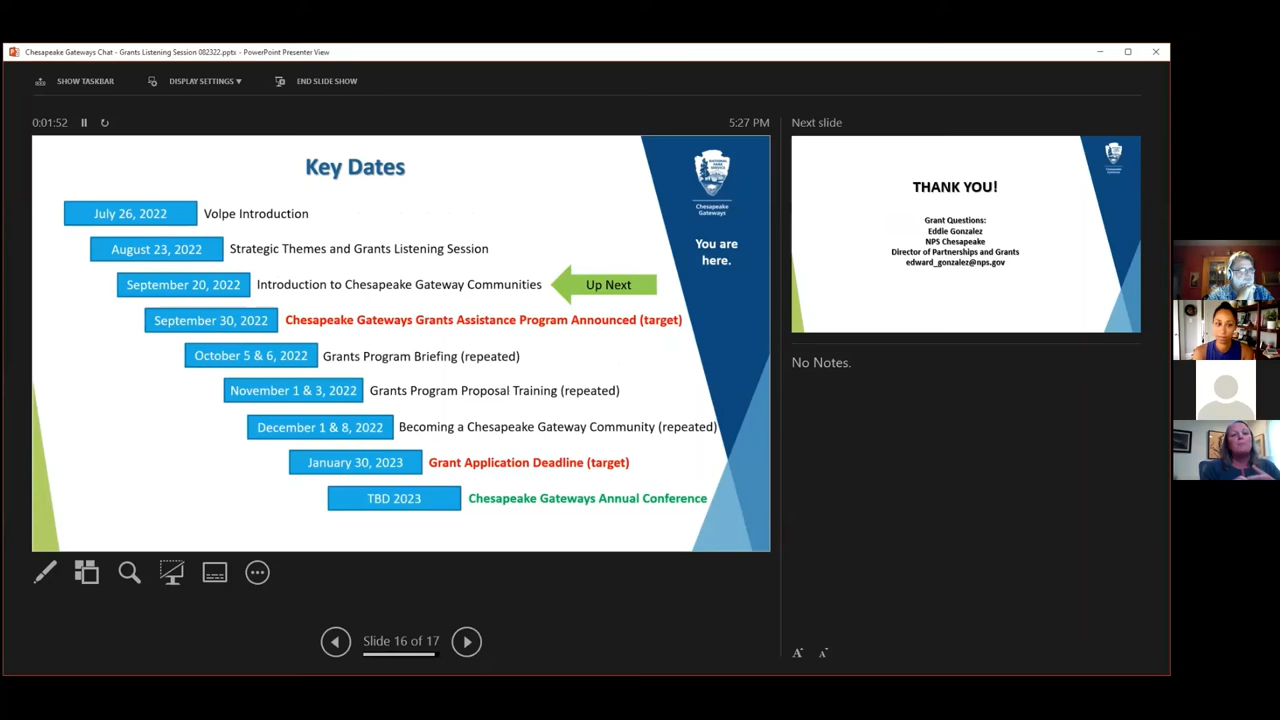 Chesapeake Gateways Chat - Grants Listening Session 082322.pptx - PowerPoint Presenter View
SHOW TASKBAR
DISPLAY SETTINGS ▼
END SLIDE SHOW
0:01:52
5:27 PM
Key Dates
NATIONAL
PARK
SERVICE
Chesapeake
Gateways
You are
here.
July 26, 2022 Volpe Introduction
August 23, 2022 Strategic Themes and Grants Listening Session
September 20, 2022 Introduction to Chesapeake Gateway Communities Up Next
September 30, 2022 Chesapeake Gateways Grants Assistance Program Announced (target)
October 5 & 6, 2022 Grants Program Briefing (repeated)
November 1 & 3, 2022 Grants Program Proposal Training (repeated)
December 1 & 8, 2022 Becoming a Chesapeake Gateway Community (repeated)
January 30, 2023 Grant Application Deadline (target)
TBD 2023 Chesapeake Gateways Annual Conference
Slide 16 of 17
Next slide
THANK YOU!
Grant Questions:
Eddie Gonzalez
NPS Chesapeake
Director of Partnerships and Grants
edward_gonzalez@nps.gov
No Notes.
A A